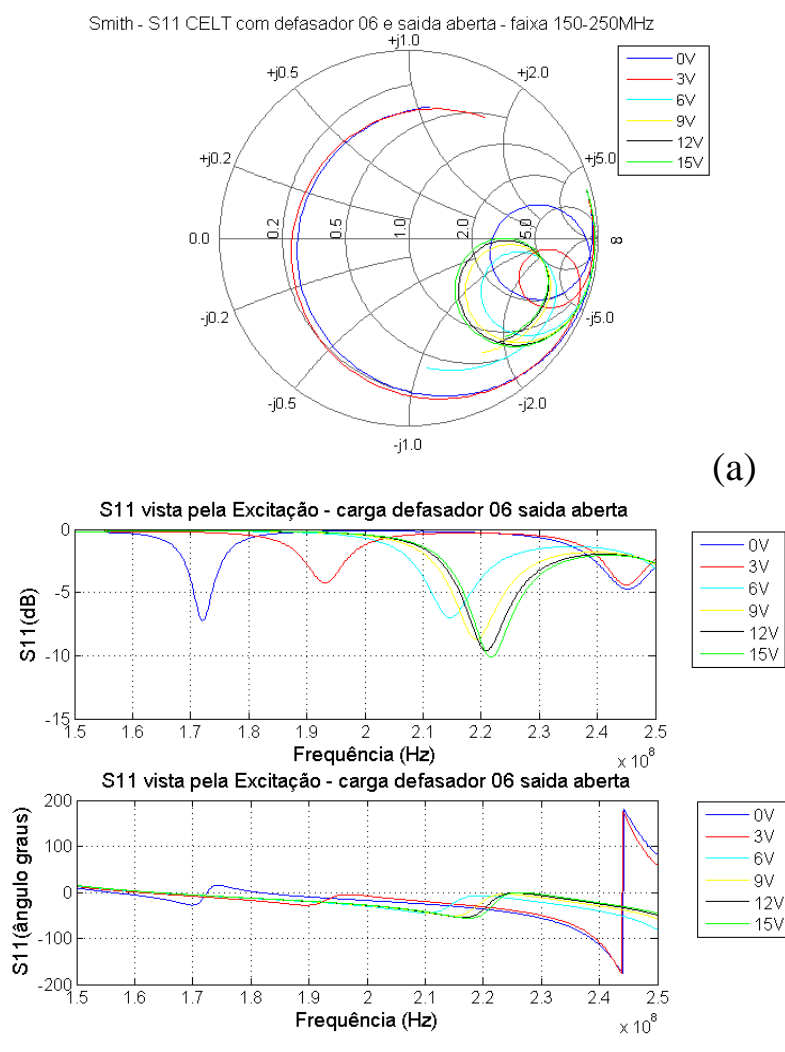 Smith - S11 CELT com defasador 06 e saida aberta - faixa 150-250MHz
+j1.0
+j0.5
+j2.0
+j0.2
+j5.0
0.0
0.2
0.5
1.0
2.0
5.0
∞
-j0.2
-j5.0
-j0.5
-j2.0
-j1.0
0V
3V
6V
9V
12V
15V
(a)
S11 vista pela Excitação - carga defasador 06 saida aberta
S11(dB)
0
-5
-10
-15
1.5 1.6 1.7 1.8 1.9 2 2.1 2.2 2.3 2.4 2.5
Frequência (Hz)
x 10^8
0V
3V
6V
9V
12V
15V
S11 vista pela Excitação - carga defasador 06 saida aberta
S11(ângulo graus)
200
100
0
-100
-200
1.5 1.6 1.7 1.8 1.9 2 2.1 2.2 2.3 2.4 2.5
Frequência (Hz)
x 10^8
0V
3V
6V
9V
12V
15V